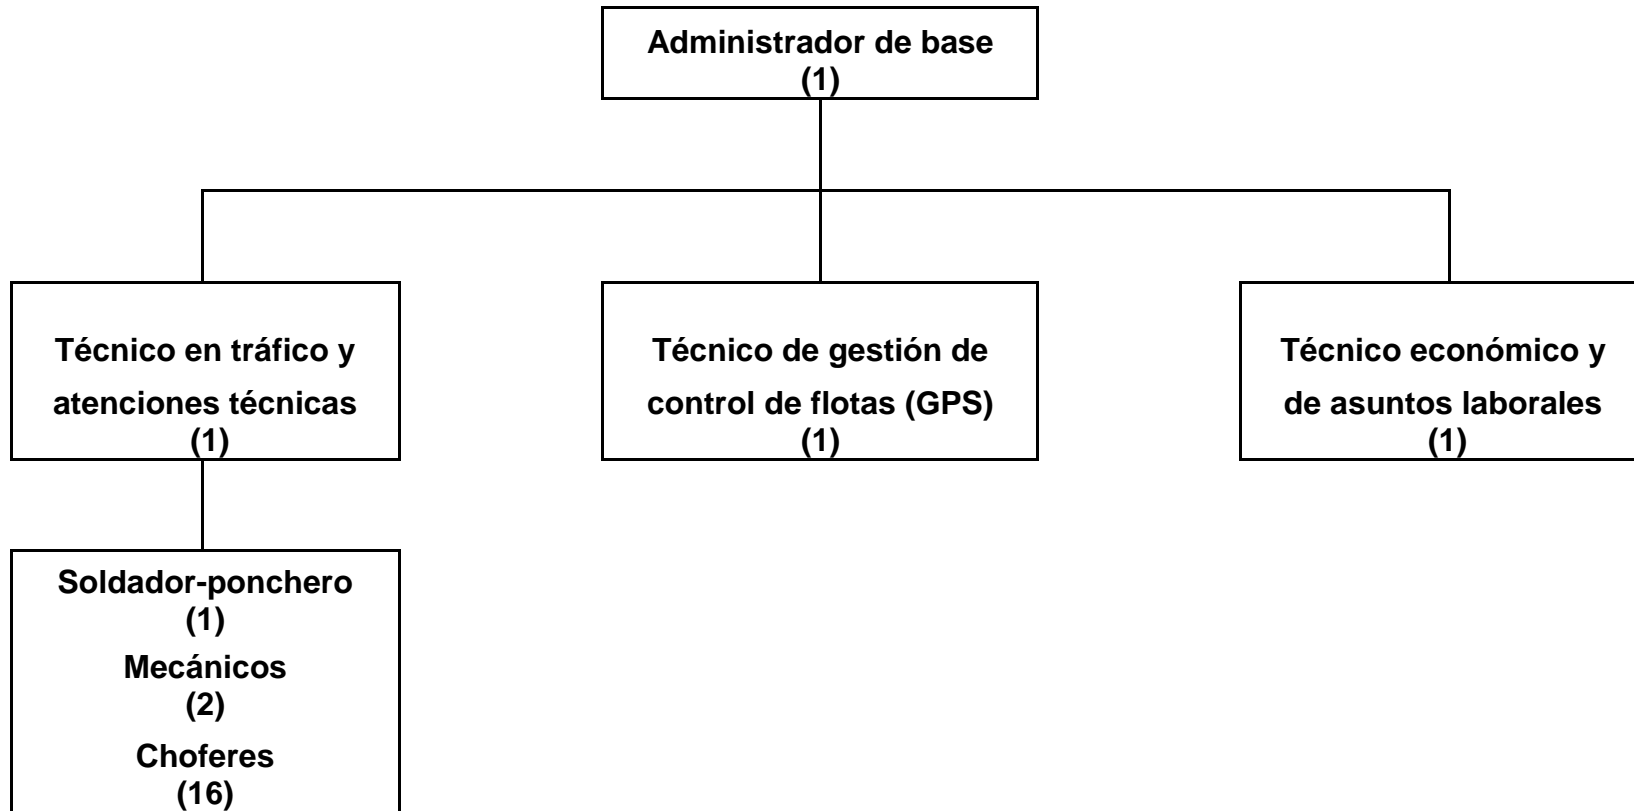 Administrador de base
(1)
Técnico en tráfico y
atenciones técnicas
(1)
Técnico de gestión de
control de flotas (GPS)
(1)
Técnico económico y
de asuntos laborales
(1)
Soldador-ponchero
(1)
Mecánicos
(2)
Choferes
(16)